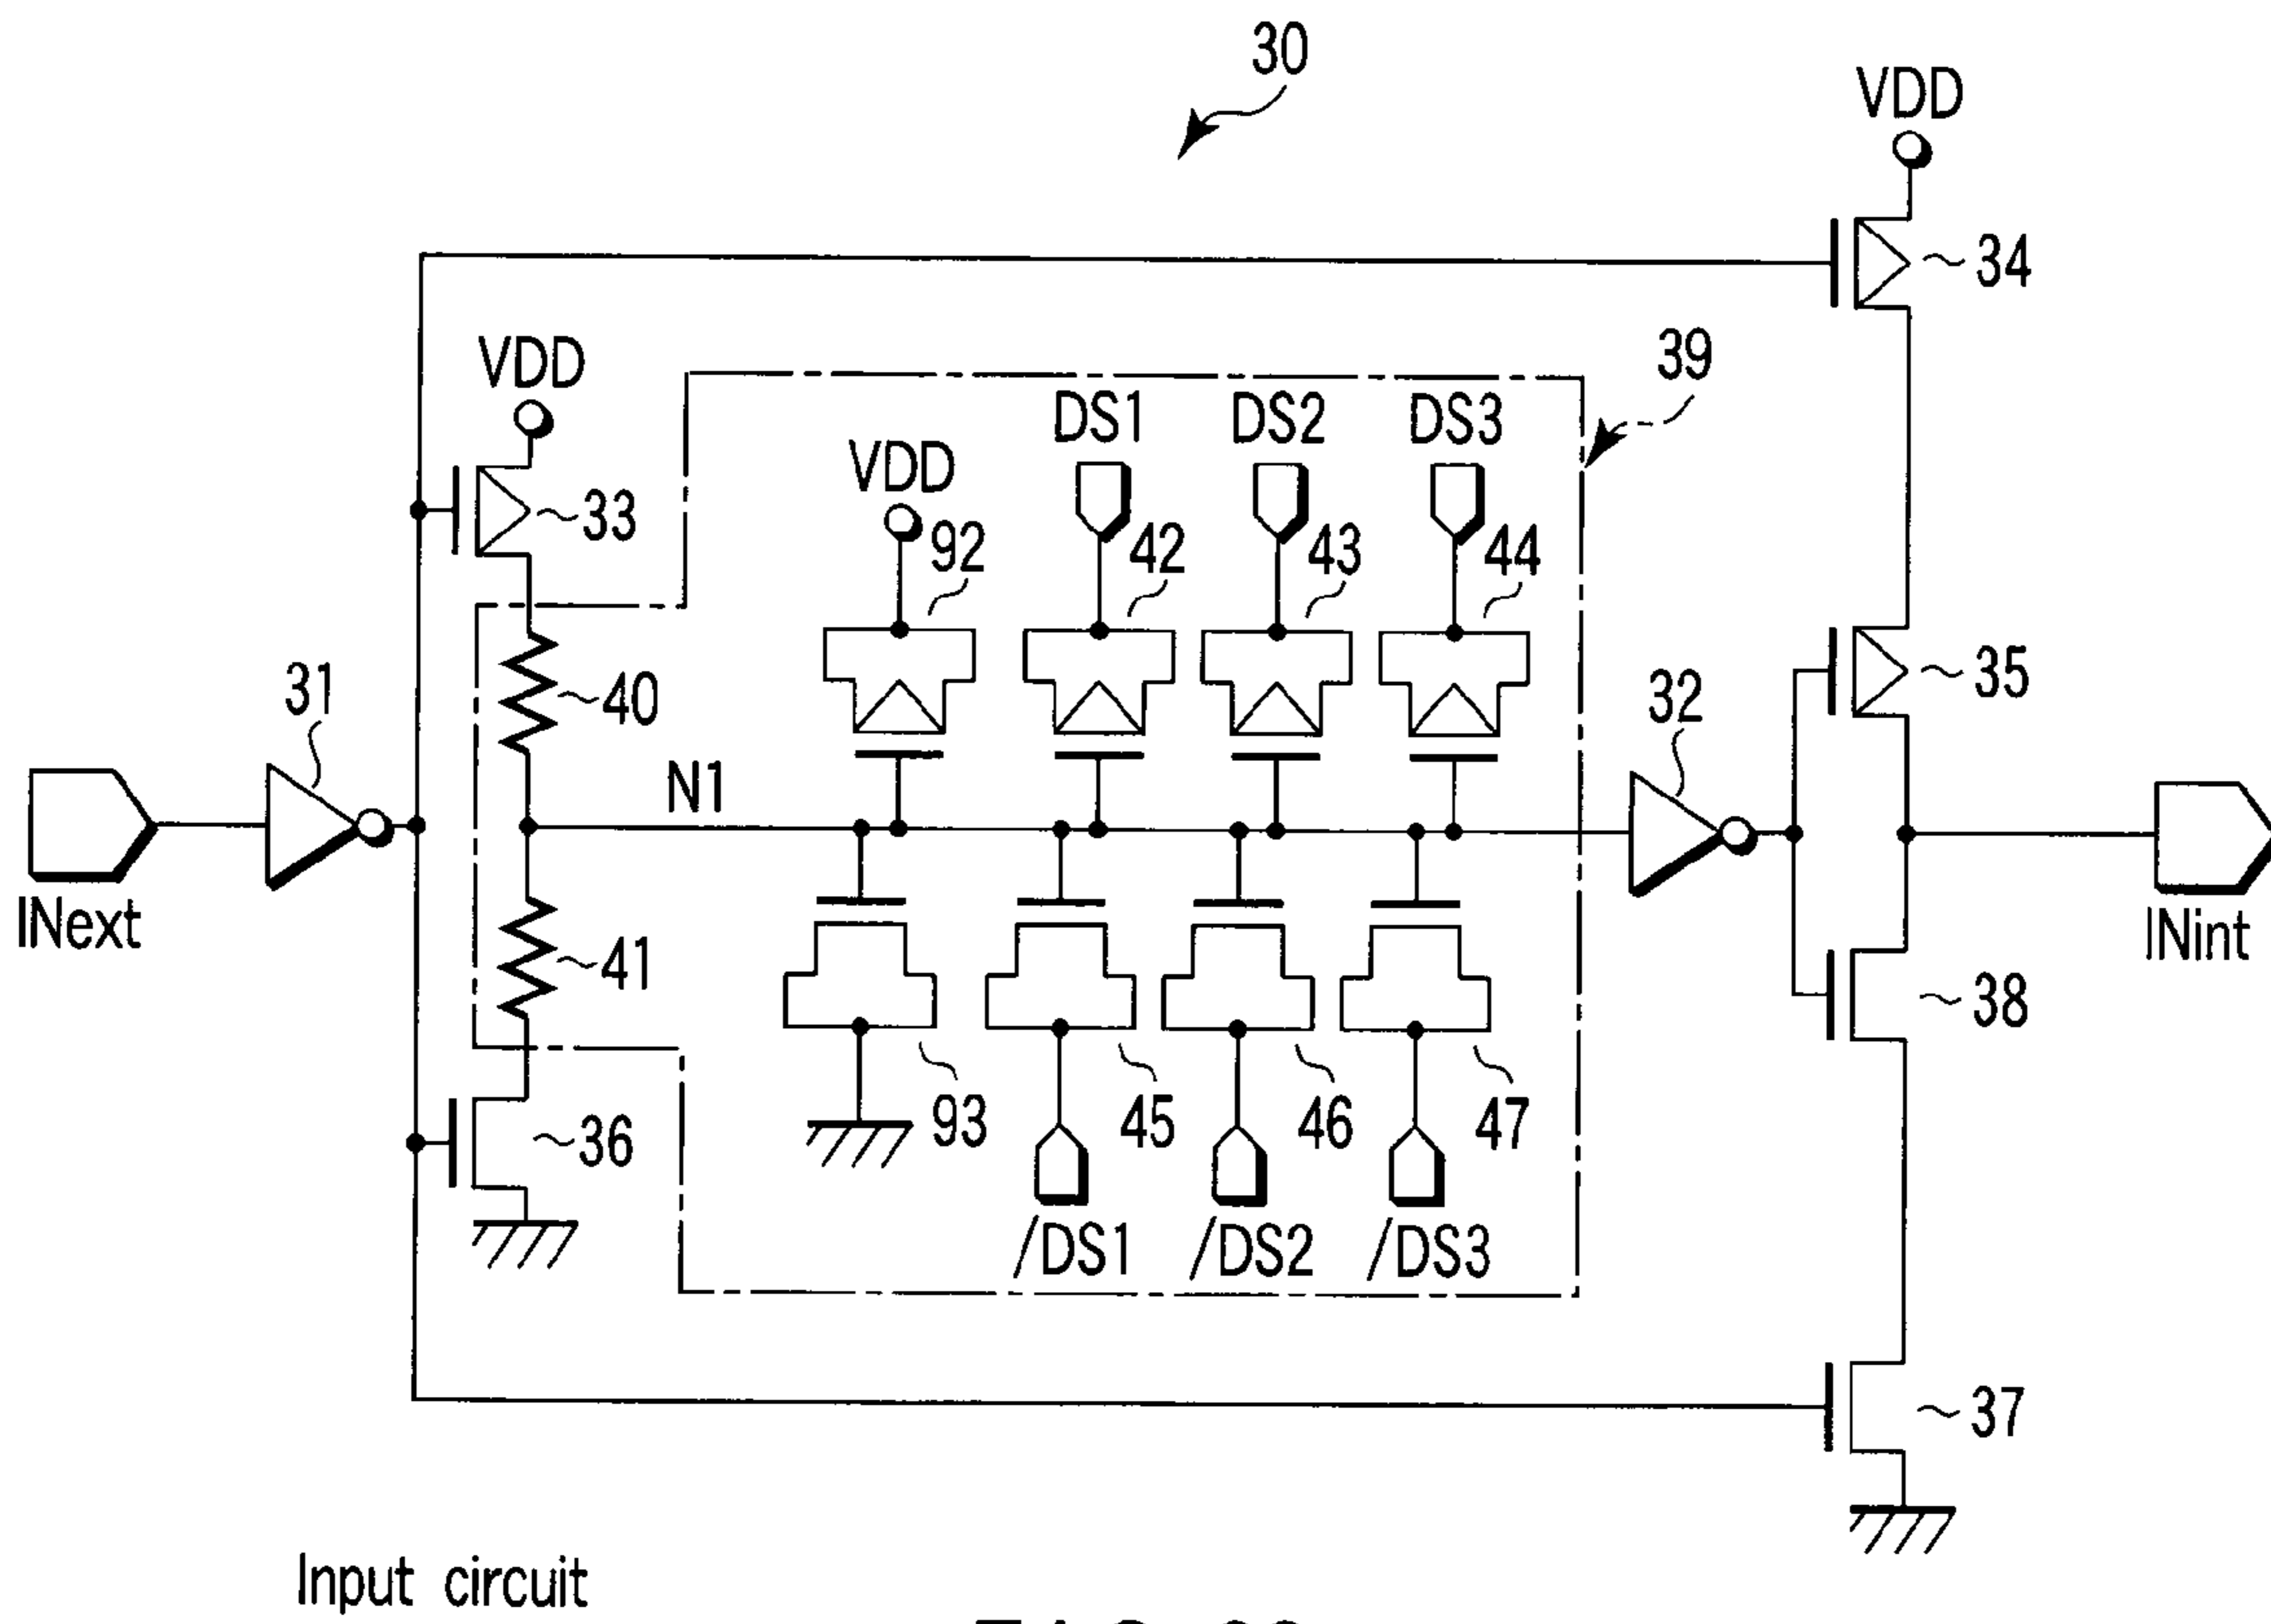 30
VDD
34
39
VDD
DS1
DS2
DS3
VDD
33
92
42
43
44
31
40
32
35
N1
INext
41
INint
38
36
93
45
46
47
/DS1
/DS2
/DS3
37
Input circuit